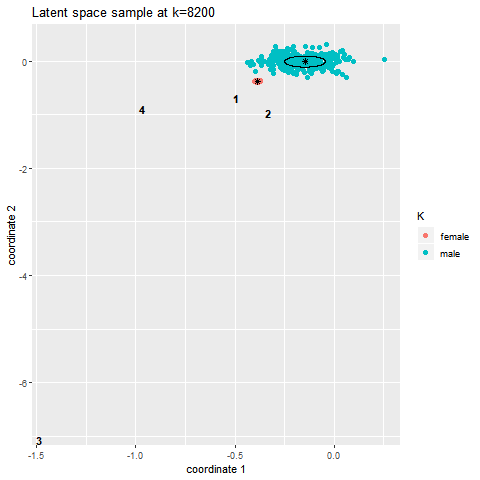 Latent space sample at k=8200
0
-2
-4
-6
coordinate 2
1
2
4
3
-1.5
-1.0
-0.5
0.0
coordinate 1
K
female
male